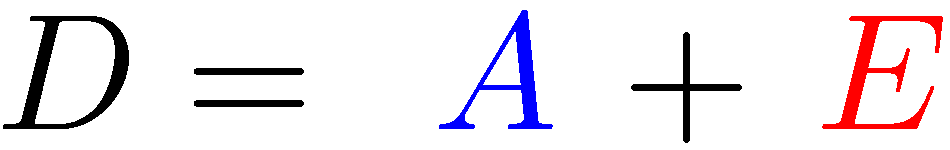 D = A + E